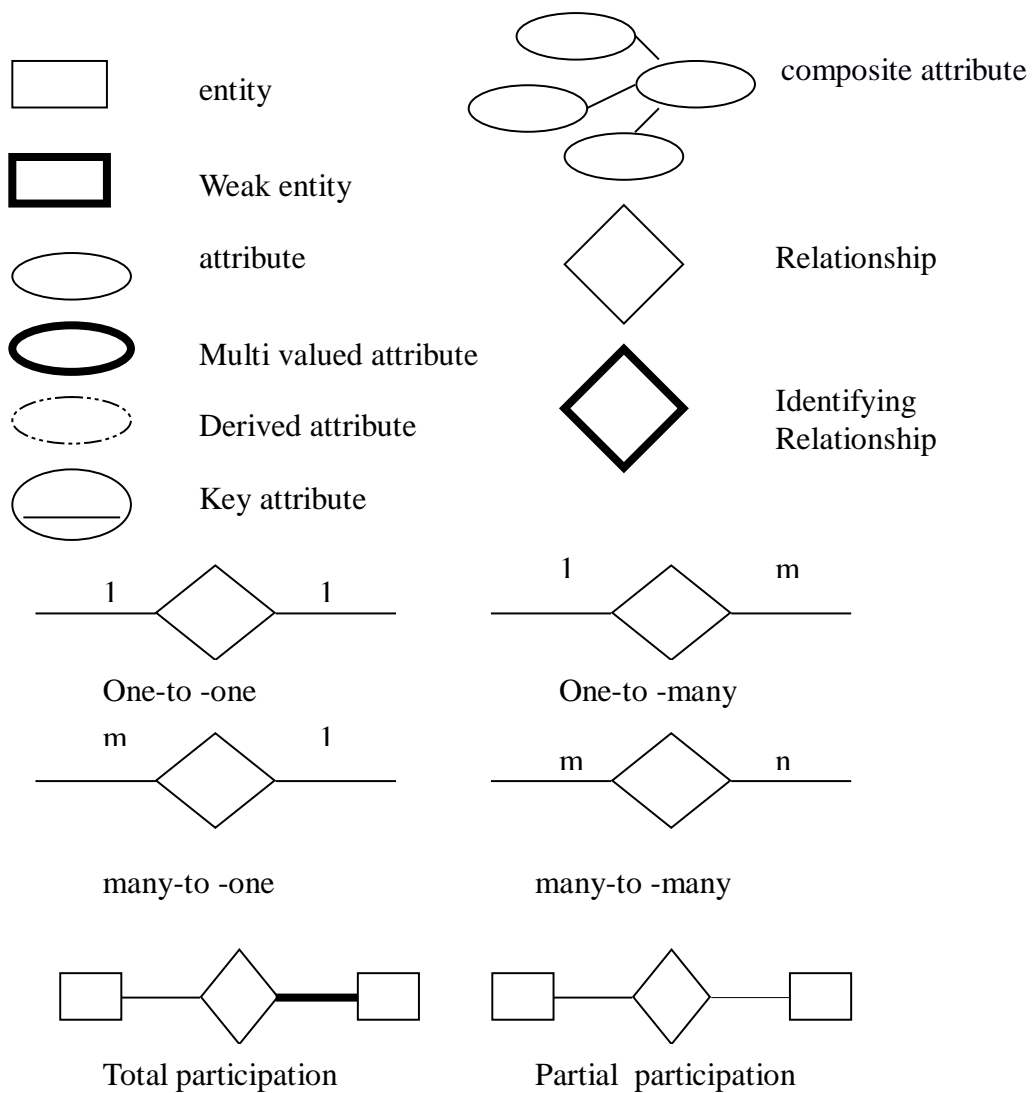 entity
composite attribute
Weak entity
attribute
Relationship
Multi valued attribute
Identifying
Relationship
Derived attribute
Key attribute
1 1
1 m
One-to -one
One-to -many
m 1
m n
many-to -one
many-to -many
Total participation
Partial participation